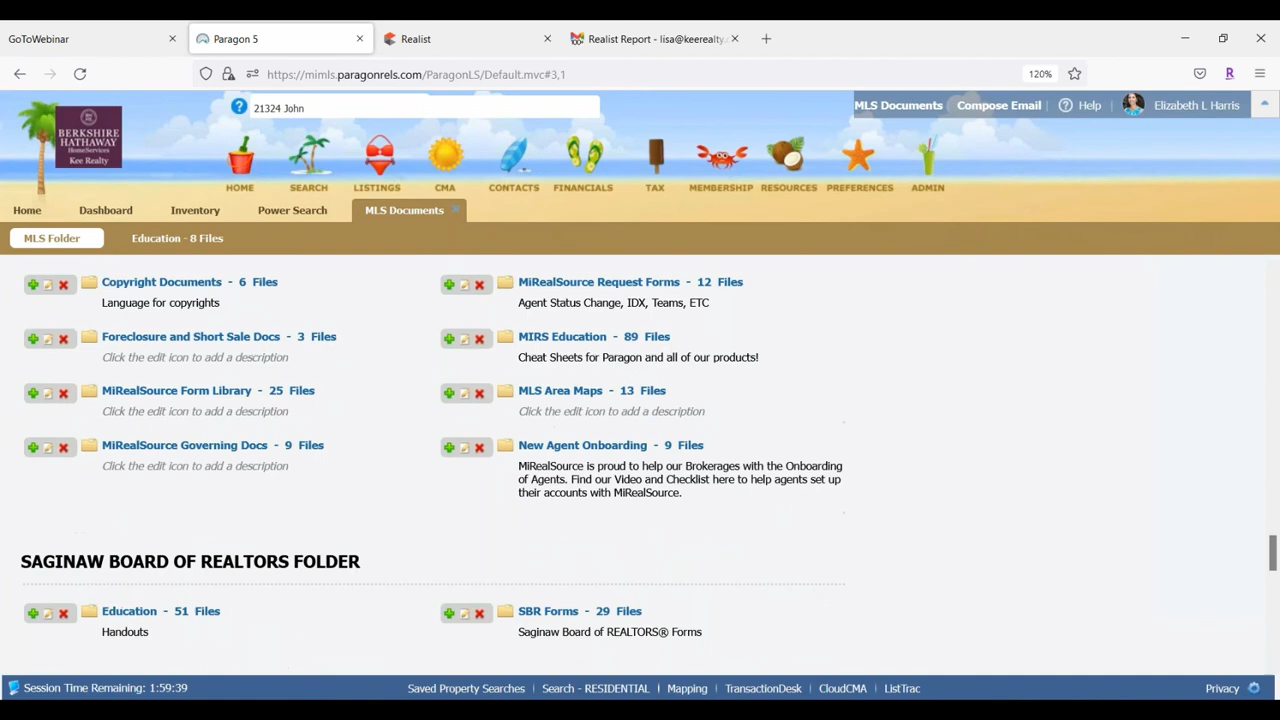 GoToWebinar
Paragon 5
Realist
Realist Report - lisa@keerealty.
https://mimls.paragonrels.com/ParagonLS/Default.mvc#3,1
120%
R
BERKSHIRE
HATHAWAY
HomeServices
Kee Realty
21324 John
MLS Documents
Compose Email
Help
Elizabeth L Harris
HOME
SEARCH
LISTINGS
CMA
CONTACTS
FINANCIALS
TAX
MEMBERSHIP
RESOURCES
PREFERENCES
ADMIN
Home
Dashboard
Inventory
Power Search
MLS Documents
MLS Folder
Education - 8 Files
Copyright Documents - 6 Files
Language for copyrights
MiRealSource Request Forms - 12 Files
Agent Status Change, IDX, Teams, ETC
Foreclosure and Short Sale Docs - 3 Files
Click the edit icon to add a description
MIRS Education - 89 Files
Cheat Sheets for Paragon and all of our products!
MiRealSource Form Library - 25 Files
Click the edit icon to add a description
MLS Area Maps - 13 Files
Click the edit icon to add a description
MiRealSource Governing Docs - 9 Files
Click the edit icon to add a description
New Agent Onboarding - 9 Files
MiRealSource is proud to help our Brokerages with the Onboarding
of Agents. Find our Video and Checklist here to help agents set up
their accounts with MiRealSource.
SAGINAW BOARD OF REALTORS FOLDER
Education - 51 Files
Handouts
SBR Forms - 29 Files
Saginaw Board of REALTORS® Forms
Session Time Remaining: 1:59:39
Saved Property Searches
Search - RESIDENTIAL
Mapping
TransactionDesk
CloudCMA
ListTrac
Privacy